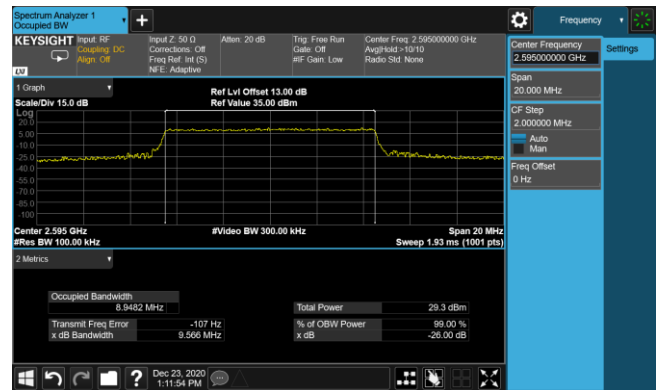 Spectrum Analyzer 1
Occupied BW
Frequency
KEYSIGHT
Input: RF
Coupling: DC
Align: Off
Input Z: 50 Ω
Corrections: Off
Freq Ref: Int (S)
NFE: Adaptive
Atten: 20 dB
Trig: Free Run
Gate: Off
#IF Gain: Low
Center Freq: 2.595000000 GHz
Avg|Hold:>10/10
Radio Std: None
LXI
1 Graph
Scale/Div 15.0 dB
Ref Lvl Offset 13.00 dB
Ref Value 35.00 dBm
Log
20.0
5.00
-10.0
-25.0
-40.0
-55.0
-70.0
-85.0
-100
Center 2.595 GHz
#Video BW 300.00 kHz
Span 20 MHz
#Res BW 100.00 kHz
Sweep 1.93 ms (1001 pts)
2 Metrics
Occupied Bandwidth
8.9482 MHz
Total Power
29.3 dBm
Transmit Freq Error
-107 Hz
% of OBW Power
99.00 %
x dB Bandwidth
9.566 MHz
x dB
-26.00 dB
Dec 23, 2020
1:11:54 PM
Center Frequency
2.595000000 GHz
Settings
Span
20.000 MHz
CF Step
2.000000 MHz
Auto
Man
Freq Offset
0 Hz